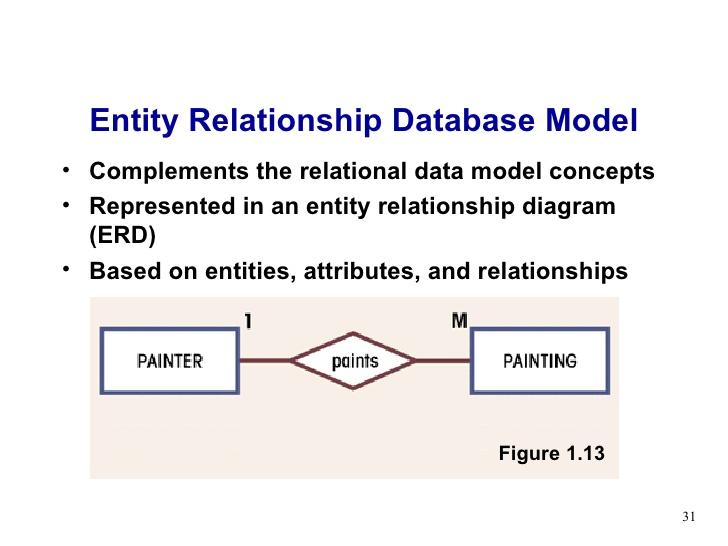 Entity Relationship Database Model
• Complements the relational data model concepts
• Represented in an entity relationship diagram
(ERD)
• Based on entities, attributes, and relationships
1 M
PAINTER paints PAINTING
Figure 1.13
31